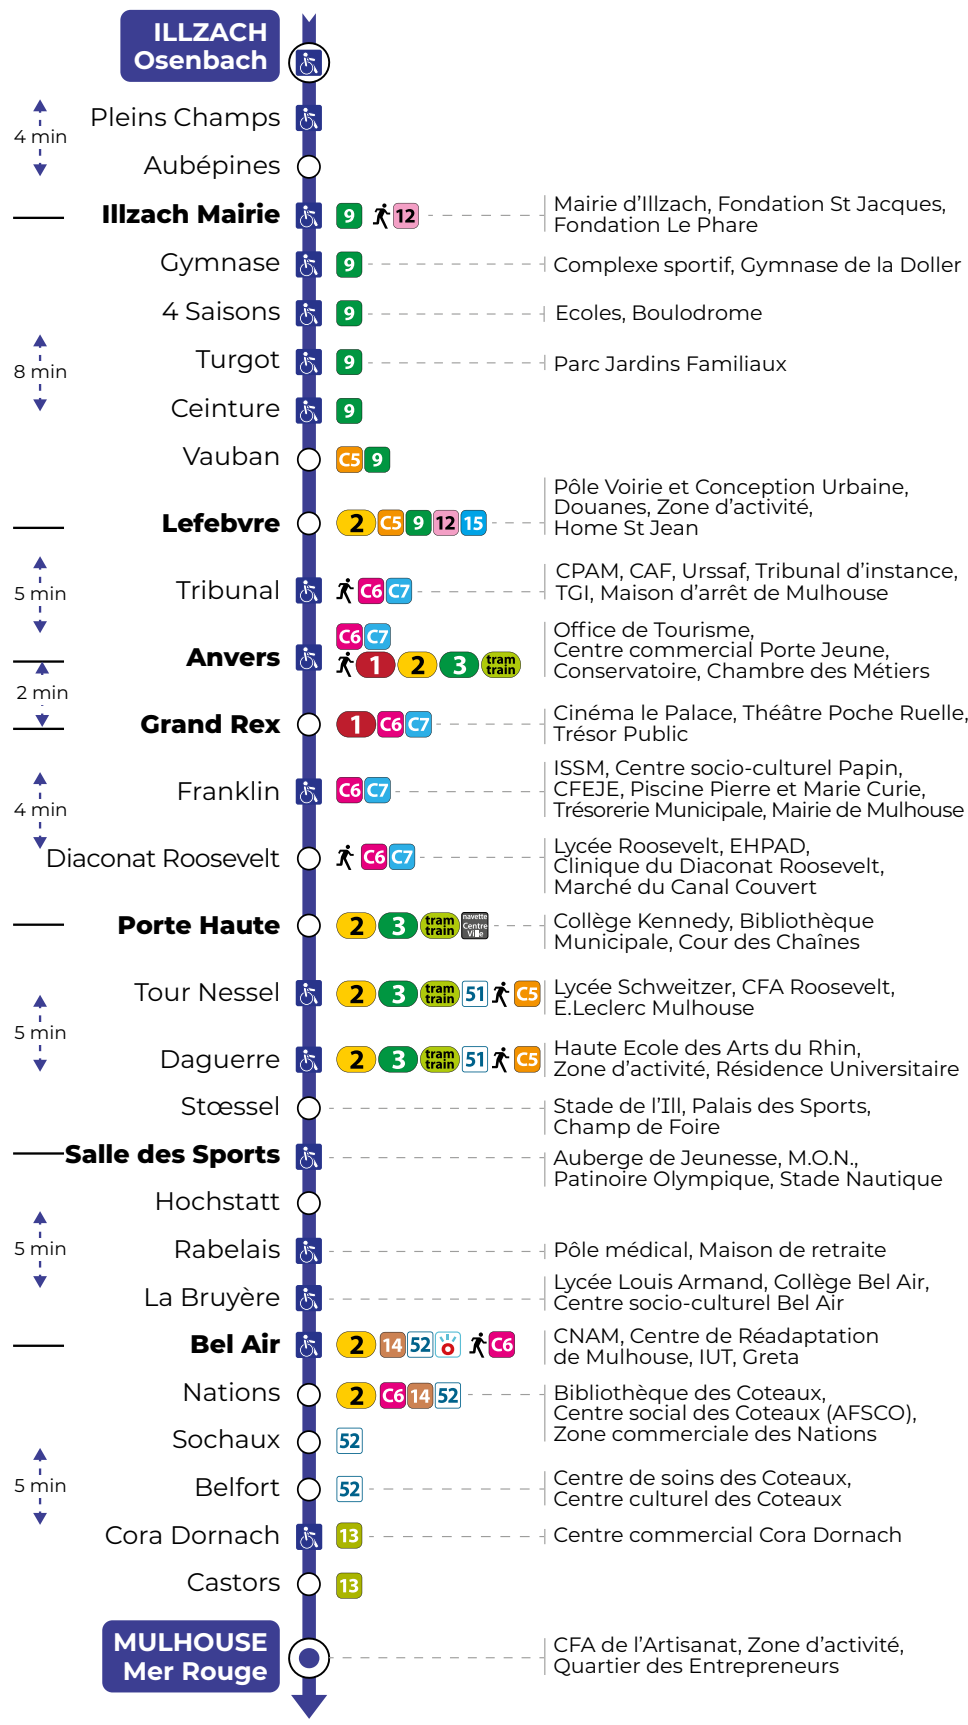 ILLZACH
Osenbach
Pleins Champs
4 min
Aubépines
Illzach Mairie 9 12 Mairie d'Illzach, Fondation St Jacques,
Fondation Le Phare
Gymnase 9 Complexe sportif, Gymnase de la Doller
4 Saisons 9 Ecoles, Boulodrome
Turgot 9 Parc Jardins Familiaux
8 min
Ceinture 9
Vauban C5 9
Pôle Voirie et Conception Urbaine,
Douanes, Zone d'activité,
Home St Jean
Lefebvre 2 C5 9 12 15
CPAM, CAF, Urssaf, Tribunal d'instance,
TGI, Maison d'arrêt de Mulhouse
5 min
Tribunal C6 C7
Office de Tourisme,
Centre commercial Porte Jeune,
Conservatoire, Chambre des Métiers
Anvers C6 C7
1 2 3 tram
train
2 min
Grand Rex 1 C6 C7
Cinéma le Palace, Théâtre Poche Ruelle,
Trésor Public
ISSM, Centre socio-culturel Papin,
CFEJE, Piscine Pierre et Marie Curie,
Trésorerie Municipale, Mairie de Mulhouse
Franklin C6 C7
4 min
Diaconat Roosevelt C6 C7
Lycée Roosevelt, EHPAD,
Clinique du Diaconat Roosevelt,
Marché du Canal Couvert
Porte Haute 2 3 tram
train
navette
Centre
Ville
Collège Kennedy, Bibliothèque
Municipale, Cour des Chaînes
Tour Nessel 2 3 tram
train
51 C5
Lycée Schweitzer, CFA Roosevelt,
E.Leclerc Mulhouse
5 min
Daguerre 2 3 tram
train
51 C5
Haute Ecole des Arts du Rhin,
Zone d'activité, Résidence Universitaire
Stœssel
Stade de l'Ill, Palais des Sports,
Champ de Foire
Salle des Sports
Auberge de Jeunesse, M.O.N.,
Patinoire Olympique, Stade Nautique
Hochstatt
5 min
Rabelais Pôle médical, Maison de retraite
La Bruyère
Lycée Louis Armand, Collège Bel Air,
Centre socio-culturel Bel Air
Bel Air 2 14 52 C6
CNAM, Centre de Réadaptation
de Mulhouse, IUT, Greta
Nations 2 C6 14 52
Bibliothèque des Coteaux,
Centre social des Coteaux (AFSCO),
Zone commerciale des Nations
Sochaux 52
5 min
Belfort 52
Centre de soins des Coteaux,
Centre culturel des Coteaux
Cora Dornach 13 Centre commercial Cora Dornach
Castors 13
MULHOUSE
Mer Rouge
CFA de l'Artisanat, Zone d'activité,
Quartier des Entrepreneurs